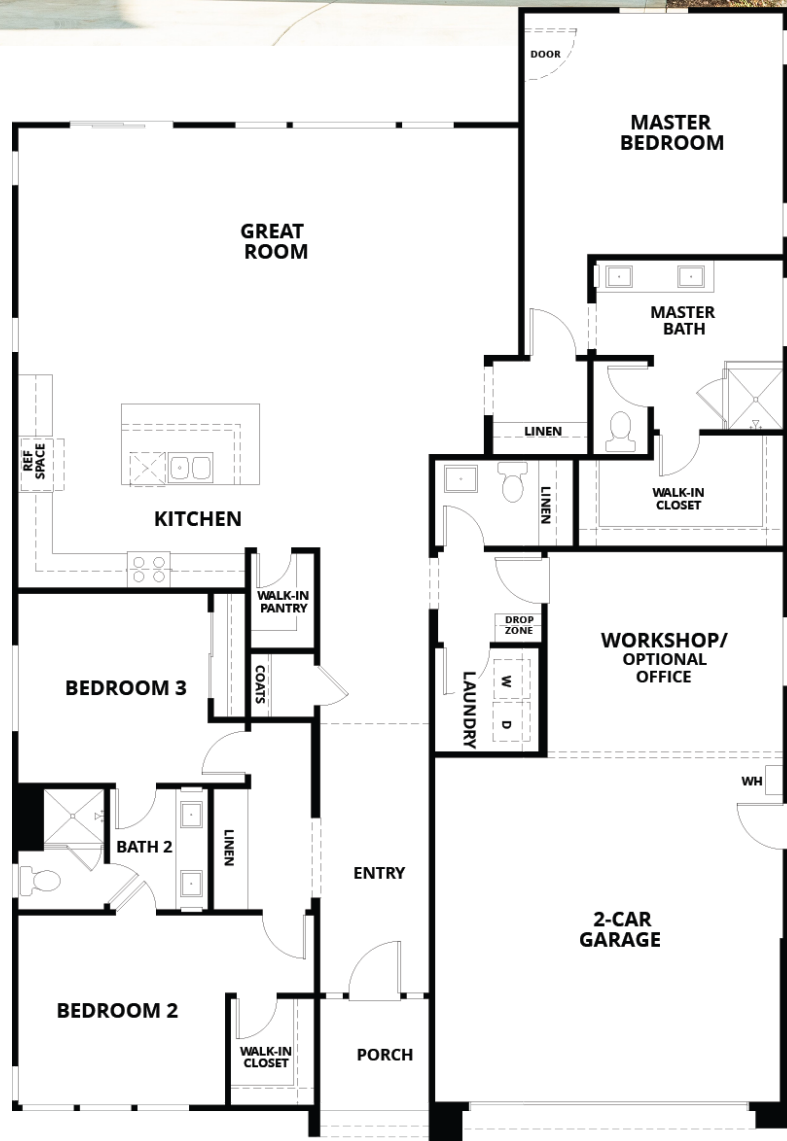 DOOR
MASTER
BEDROOM
GREAT
ROOM
MASTER
BATH
LINEN
REF
SPACE
KITCHEN
LINEN
WALK-IN
CLOSET
WALK-IN
PANTRY
DROP
ZONE
WORKSHOP/
OPTIONAL
OFFICE
BEDROOM 3
COATS
LAUNDRY
W
D
WH
BATH 2
LINEN
ENTRY
2-CAR
GARAGE
BEDROOM 2
WALK-IN
CLOSET
PORCH